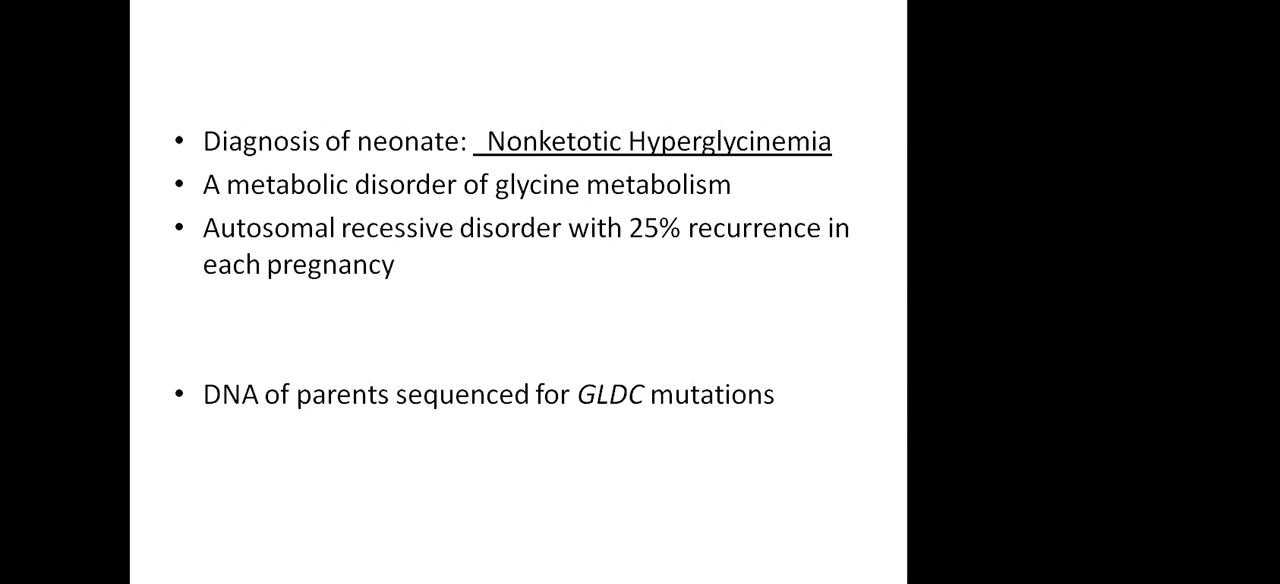 • Diagnosis of neonate: Nonketotic Hyperglycinemia
• A metabolic disorder of glycine metabolism
• Autosomal recessive disorder with 25% recurrence in
each pregnancy
• DNA of parents sequenced for GLDC mutations